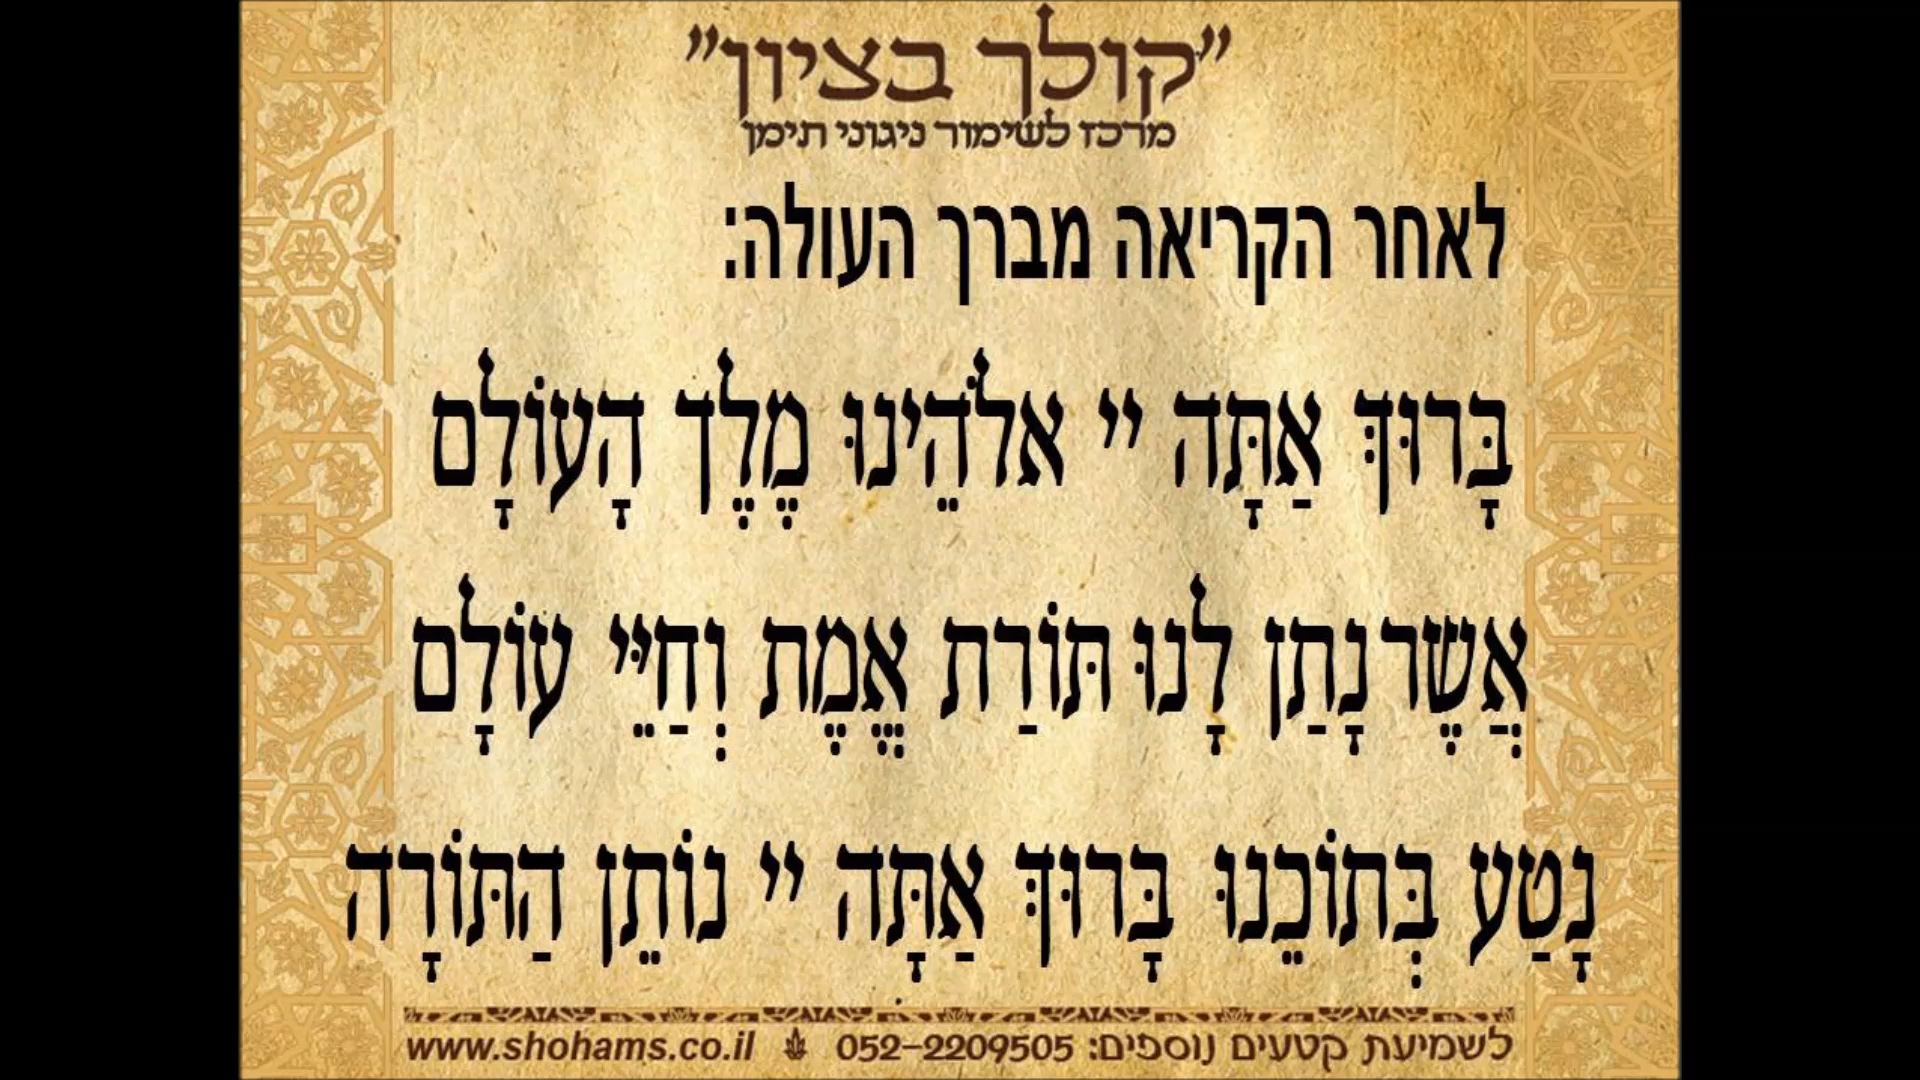 "קולך בציון"
מרכז לשימור ניגוני תימן
לאחר הקריאה מברך העולה:
בָּרוּךְּ אַתָּה יי אלֹהֵינוּ מֶלֶך הָעוֹלָם
אֲשֶׁר נָתַן לָנוּ תּוֹרַת אֱמֶת וְחַיֵּי עוֹלָם
נָטַע בְּתוֹכֵנוּ בָּרוּךְּ אַתָּה יי נוֹתֵן הַתּוֹרָה
לשמיעת קטעים נוספים: 052-2209505 www.shohams.co.il